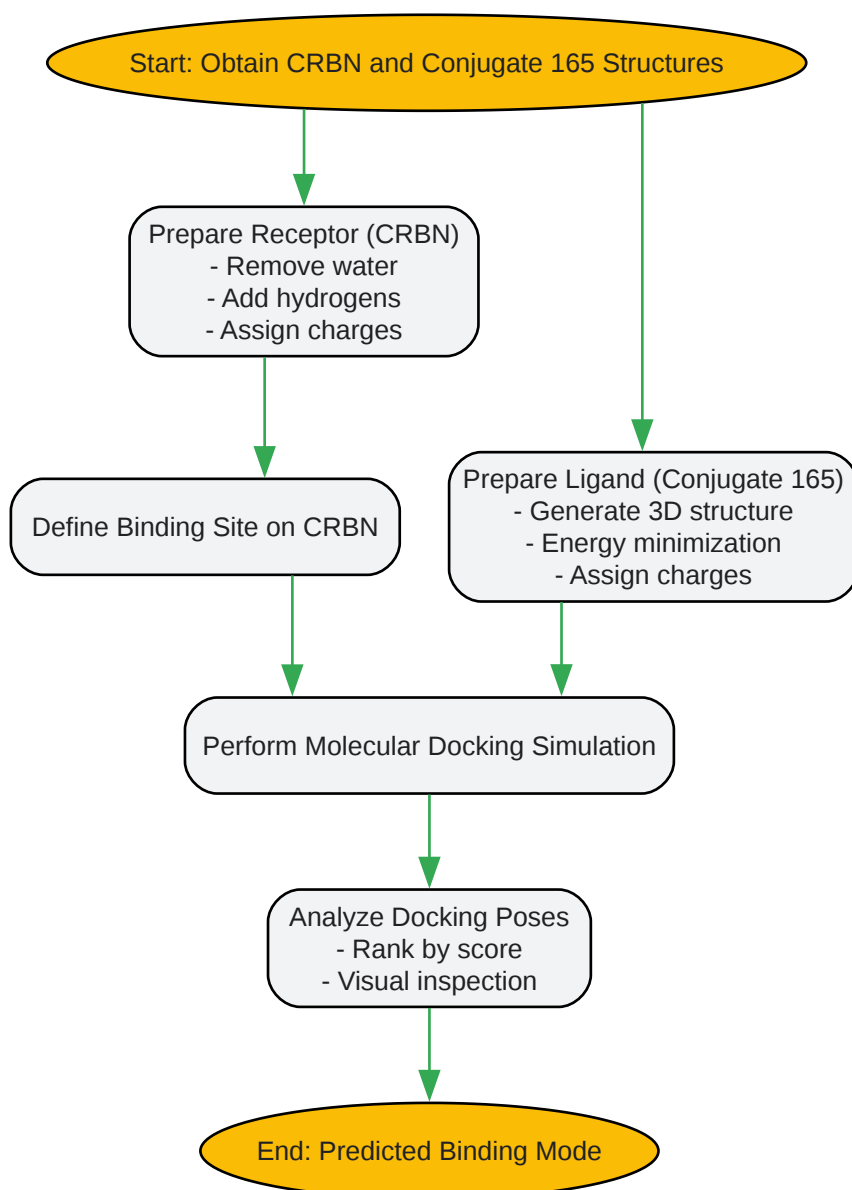 Start: Obtain CRBN and Conjugate 165 Structures
Prepare Receptor (CRBN)
- Remove water
- Add hydrogens
- Assign charges
Define Binding Site on CRBN
Prepare Ligand (Conjugate 165)
- Generate 3D structure
- Energy minimization
- Assign charges
Perform Molecular Docking Simulation
Analyze Docking Poses
- Rank by score
- Visual inspection
End: Predicted Binding Mode